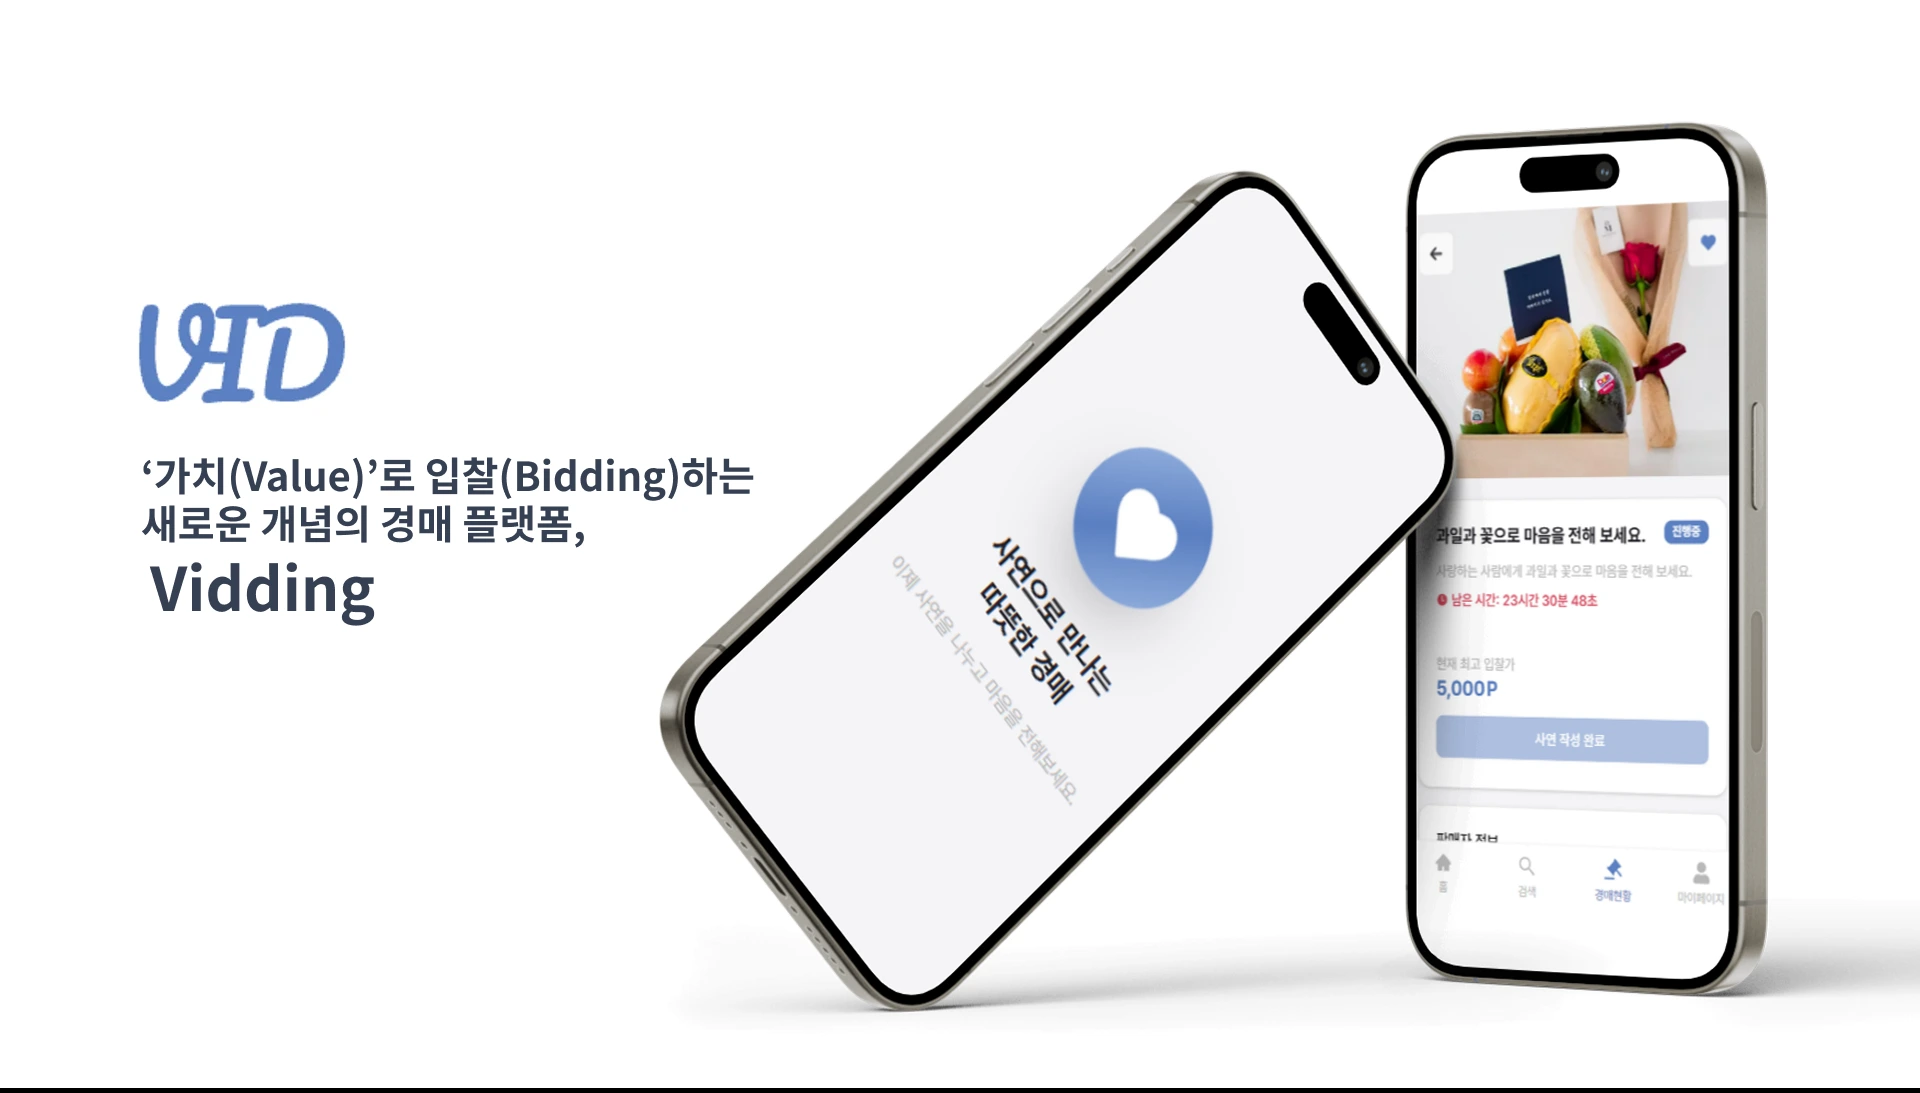 VID
‘가치(Value)’로 입찰(Bidding)하는
새로운 개념의 경매 플랫폼,
Vidding
사연으로 만나는
따뜻한 경매
이제 사연을 나누고 마음을 전해보세요.
과일과 꽃으로 마음을 전해 보세요.
진행중
사랑하는 사람에게 과일과 꽃으로 마음을 전해 보세요.
남은 시간: 23시간 30분 48초
현재 최고 입찰가
5,000P
사연 작성 완료
판매자 정보
홈
검색
경매현황
마이페이지